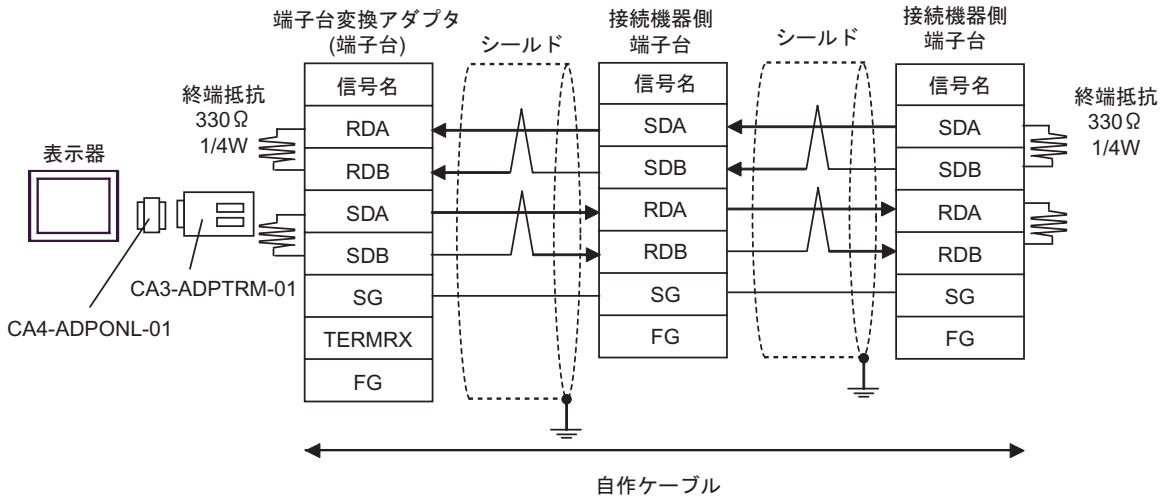 端子台変換アダプタ
(端子台)
シールド
接続機器側
端子台
シールド
接続機器側
端子台
終端抵抗
330Ω
1/4W
表示器
CA3-ADPTRM-01
CA4-ADPONL-01
信号名
RDA
RDB
SDA
SDB
SG
TERMRX
FG
信号名
SDA
SDB
RDA
RDB
SG
FG
信号名
SDA
SDB
RDA
RDB
SG
FG
終端抵抗
330Ω
1/4W
自作ケーブル